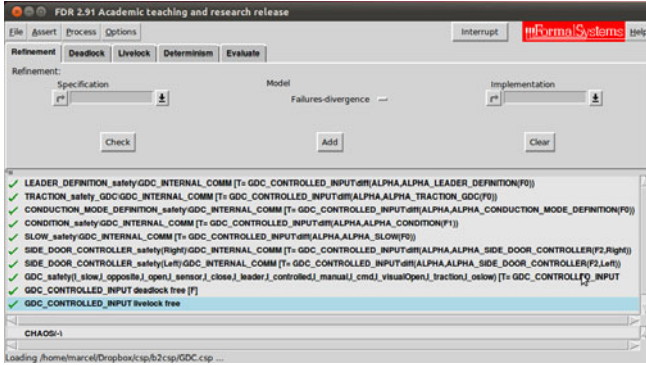 FDR 2.91 Academic teaching and research release
File Assert Process Options Interrupt Formal Systems Help
Refinement Deadlock Livelock Determinism Evaluate
Refinement:
Specification Model Implementation
Failures-divergence
Check Add Clear
LEADER_DEFINITION_safety\GDC_INTERNAL_COMM [T= GDC_CONTROLLED_INPUT\diff(ALPHA,ALPHA_LEADER_DEFINITION(F0))
TRACTION_safety_GDC\GDC_INTERNAL_COMM [T= GDC_CONTROLLED_INPUT\diff(ALPHA,ALPHA_TRACTION_GDC(F0))
CONDUCTION_MODE_DEFINITION_safety\GDC_INTERNAL_COMM [T= GDC_CONTROLLED_INPUT\diff(ALPHA,ALPHA_CONDUCTION_MODE_DEFINITION(F0))
CONDITION_safety\GDC_INTERNAL_COMM [T= GDC_CONTROLLED_INPUT\diff(ALPHA,ALPHA_CONDITION(F1))
SLOW_safety\GDC_INTERNAL_COMM [T= GDC_CONTROLLED_INPUT\diff(ALPHA,ALPHA_SLOW(F0))
SIDE_DOOR_CONTROLLER_safety(Right)\GDC_INTERNAL_COMM [T= GDC_CONTROLLED_INPUT\diff(ALPHA,ALPHA_SIDE_DOOR_CONTROLLER(F2,Right))
SIDE_DOOR_CONTROLLER_safety(Left)\GDC_INTERNAL_COMM [T= GDC_CONTROLLED_INPUT\diff(ALPHA,ALPHA_SIDE_DOOR_CONTROLLER(F2,Left))
GDC_safety(I_slow,I_opposite,I_open,I_sensor,I_close,I_leader,I_controlled,I_manual,I_cmd,I_visualOpen,I_traction,I_oslow) [T= GDC_CONTROLLED_INPUT
GDC_CONTROLLED_INPUT deadlock free [F]
GDC_CONTROLLED_INPUT livelock free
CHAOS(-)
Loading /home/marcel/Dropbox/csp/b2csp/GDC.csp ...